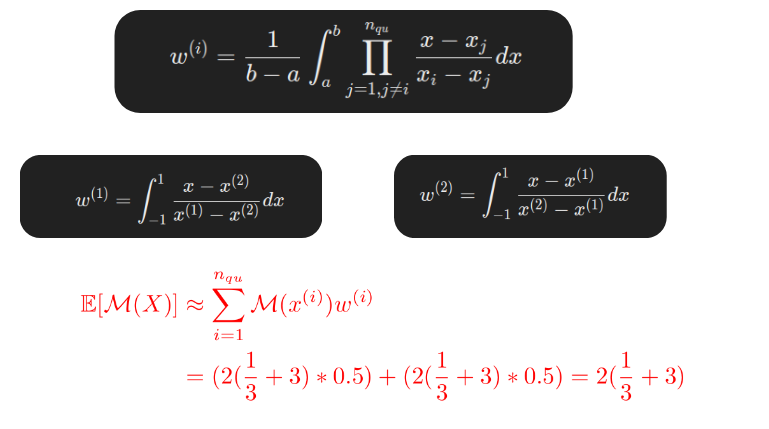 w^{(i)} = \frac{1}{b-a} \int_a^b \prod_{j=1, j \neq i}^{n_{qu}} \frac{x - x_j}{x_i - x_j} dx
w^{(1)} = \int_{-1}^{1} \frac{x - x^{(2)}}{x^{(1)} - x^{(2)}} dx
w^{(2)} = \int_{-1}^{1} \frac{x - x^{(1)}}{x^{(2)} - x^{(1)}} dx
\mathbb{E}[\mathcal{M}(X)] \approx \sum_{i=1}^{n_{qu}} \mathcal{M}(x^{(i)}) w^{(i)}
= (2(\frac{1}{3} + 3) * 0.5) + (2(\frac{1}{3} + 3) * 0.5) = 2(\frac{1}{3} + 3)